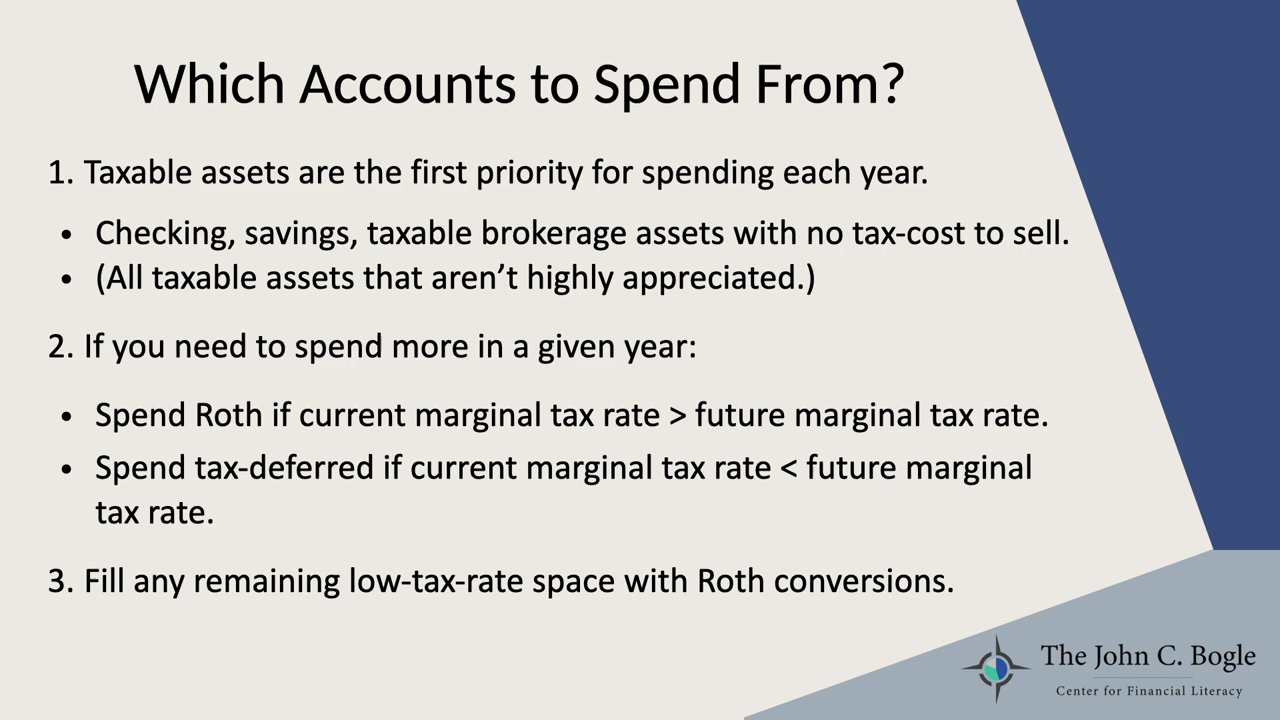 Which Accounts to Spend From?
1. Taxable assets are the first priority for spending each year.
• Checking, savings, taxable brokerage assets with no tax-cost to sell.
• (All taxable assets that aren’t highly appreciated.)
2. If you need to spend more in a given year:
• Spend Roth if current marginal tax rate > future marginal tax rate.
• Spend tax-deferred if current marginal tax rate < future marginal
tax rate.
3. Fill any remaining low-tax-rate space with Roth conversions.
The John C. Bogle
Center for Financial Literacy